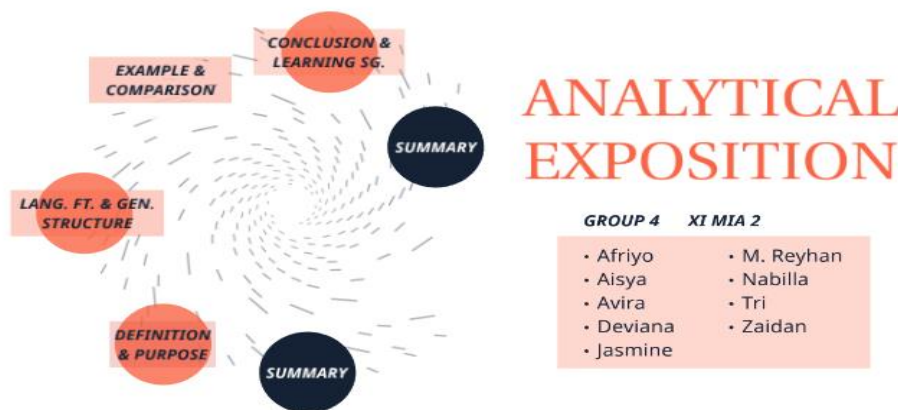 CONCLUSION &
LEARNING SG.
EXAMPLE &
COMPARISON
SUMMARY
LANG. FT. & GEN.
STRUCTURE
DEFINITION
& PURPOSE
SUMMARY
ANALYTICAL
EXPOSITION
GROUP 4 XI MIA 2
• Afriyo
• Aisya
• Avira
• Deviana
• Jasmine
• M. Reyhan
• Nabilla
• Tri
• Zaidan